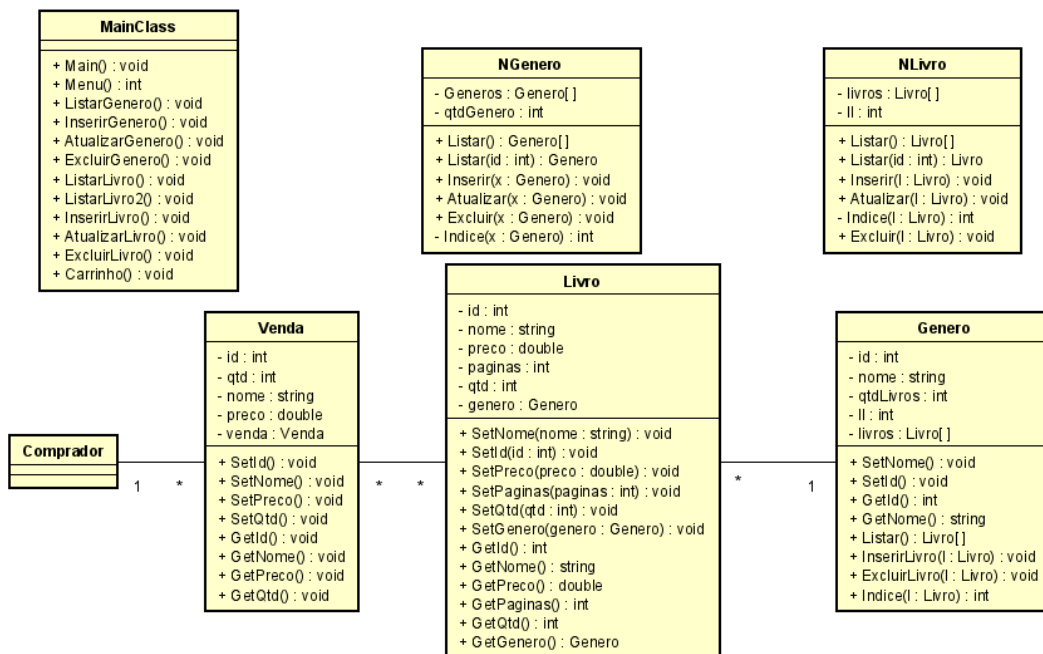 MainClass
+ Main() : void
+ Menu() : int
+ ListarGenero() : void
+ InserirGenero() : void
+ AtualizarGenero() : void
+ ExcluirGenero() : void
+ ListarLivro() : void
+ ListarLivro2() : void
+ InserirLivro() : void
+ AtualizarLivro() : void
+ ExcluirLivro() : void
+ Carrinho() : void
NGenero
- Generos : Genero[ ]
- qtdGenero : int
+ Listar() : Genero[]
+ Listar(id : int) : Genero
+ Inserir(x : Genero) : void
+ Atualizar(x : Genero) : void
+ Excluir(x : Genero) : void
- Indice(x : Genero) : int
NLivro
- livros : Livro[ ]
- ll : int
+ Listar() : Livro[]
+ Listar(id : int) : Livro
+ Inserir(l : Livro) : void
+ Atualizar(l : Livro) : void
- Indice(l : Livro) : int
+ Excluir(l : Livro) : void
Comprador
1
*
Venda
- id : int
- qtd : int
- nome : string
- preco : double
- venda : Venda
+ SetId() : void
+ SetNome() : void
+ SetPreco() : void
+ SetQtd() : void
+ GetId() : void
+ GetNome() : void
+ GetPreco() : void
+ GetQtd() : void
*
*
Livro
- id : int
- nome : string
- preco : double
- paginas : int
- qtd : int
- genero : Genero
+ SetNome(nome : string) : void
+ SetId(id : int) : void
+ SetPreco(preco : double) : void
+ SetPaginas(paginas : int) : void
+ SetQtd(qtd : int) : void
+ SetGenero(genero : Genero) : void
+ GetId() : int
+ GetNome() : string
+ GetPreco() : double
+ GetPaginas() : int
+ GetQtd() : int
+ GetGenero() : Genero
*
1
Genero
- id : int
- nome : string
- qtdLivros : int
- ll : int
- livros : Livro[ ]
+ SetNome() : void
+ SetId() : void
+ GetId() : int
+ GetNome() : string
+ Listar() : Livro[]
+ InserirLivro(l : Livro) : void
+ ExcluirLivro(l : Livro) : void
+ Indice(l : Livro) : int